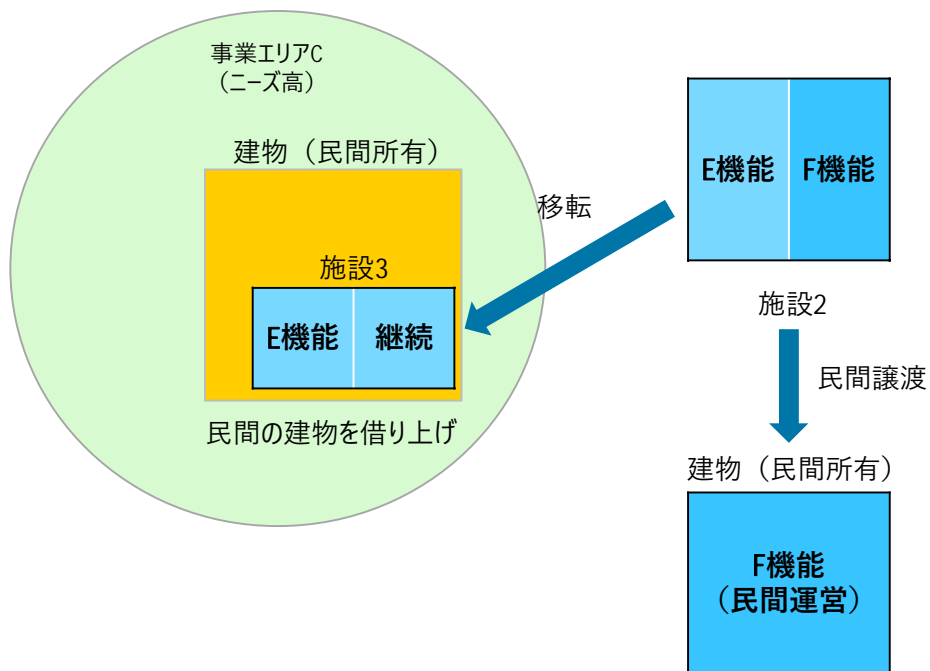 事業エリアC
（ニーズ高）
建物（民間所有）
施設3
E機能
継続
民間の建物を借り上げ
移転
E機能
F機能
施設2
民間譲渡
建物（民間所有）
F機能
（民間運営）